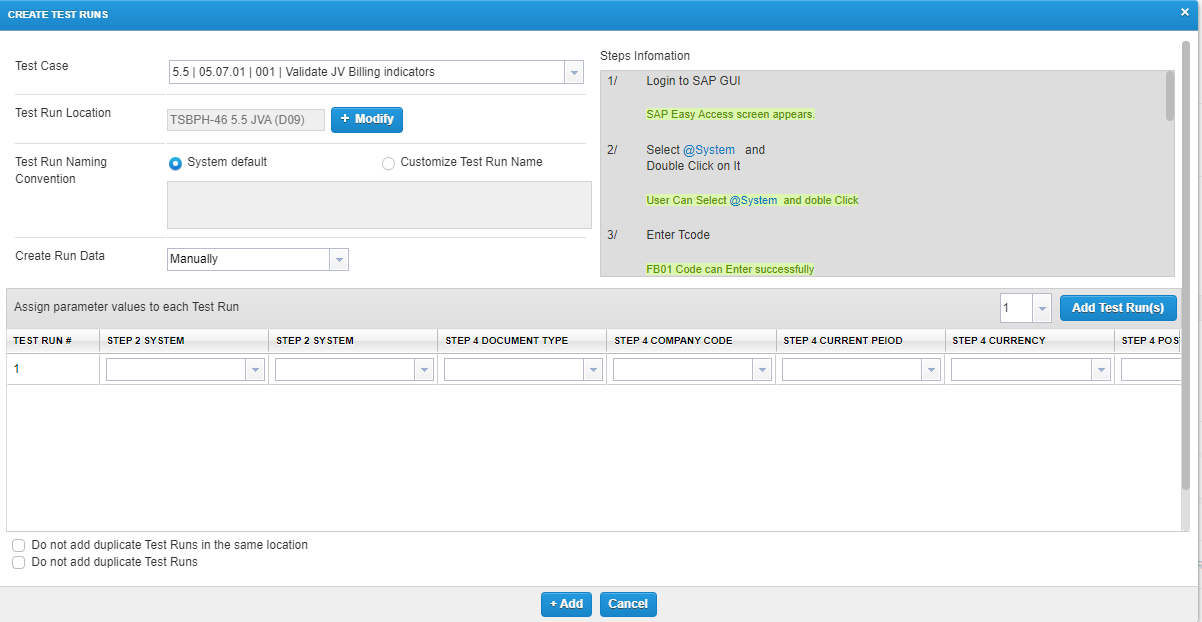 CREATE TEST RUNS
×
Test Case
5.5 | 05.07.01 | 001 | Validate JV Billing indicators
Test Run Location
TSBPH-46 5.5 JVA (D09)
+ Modify
Test Run Naming
Convention
System default
Customize Test Run Name
Create Run Data
Manually
Steps Infomation
1/ Login to SAP GUI
SAP Easy Access screen appears.
2/ Select @System and
Double Click on It
User Can Select @System and doble Click
3/ Enter Tcode
FB01 Code can Enter successfully
Assign parameter values to each Test Run
1
Add Test Run(s)
TEST RUN # STEP 2 SYSTEM STEP 2 SYSTEM STEP 4 DOCUMENT TYPE STEP 4 COMPANY CODE STEP 4 CURRENT PEIOD STEP 4 CURRENCY STEP 4 POS
1
Do not add duplicate Test Runs in the same location
Do not add duplicate Test Runs
+ Add
Cancel